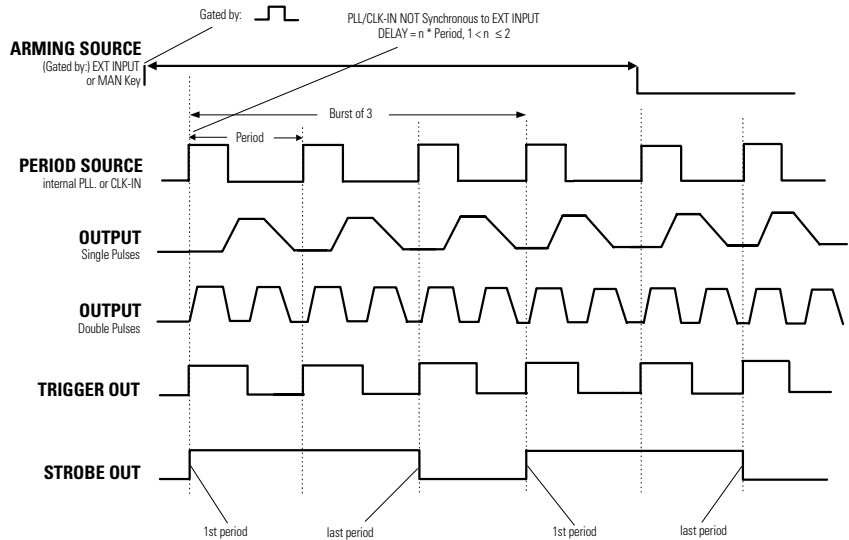 Gated by:
PLL/CLK-IN NOT Synchronous to EXT INPUT
DELAY = n * Period, 1 < n ≤ 2
ARMING SOURCE
(Gated by:) EXT INPUT
or MAN Key
Burst of 3
Period
PERIOD SOURCE
internal PLL. or CLK-IN
OUTPUT
Single Pulses
OUTPUT
Double Pulses
TRIGGER OUT
STROBE OUT
1st period
last period
1st period
last period